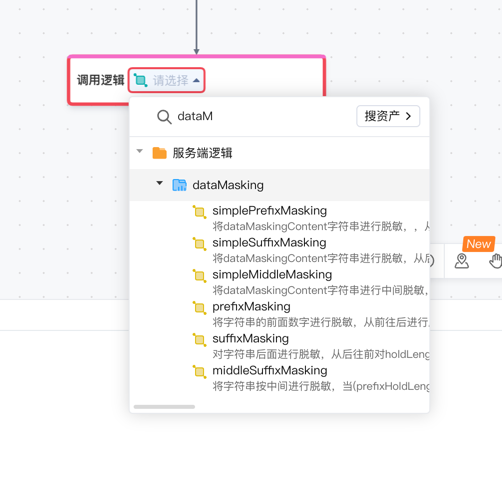 调用逻辑 请选择
dataM 搜资产
服务端逻辑
dataMasking
simplePrefixMasking
将dataMaskingContent字符串进行脱敏，，从
simpleSuffixMasking
将dataMaskingContent字符串进行脱敏，从后
New
simpleMiddleMasking
将dataMaskingContent字符串进行中间脱敏，
prefixMasking
将字符串的前面数字进行脱敏，从前往后进行
suffixMasking
对字符串后面进行脱敏，从后往前对holdLeng
middleSuffixMasking
将字符串按中间进行脱敏，当(prefixHoldLeng